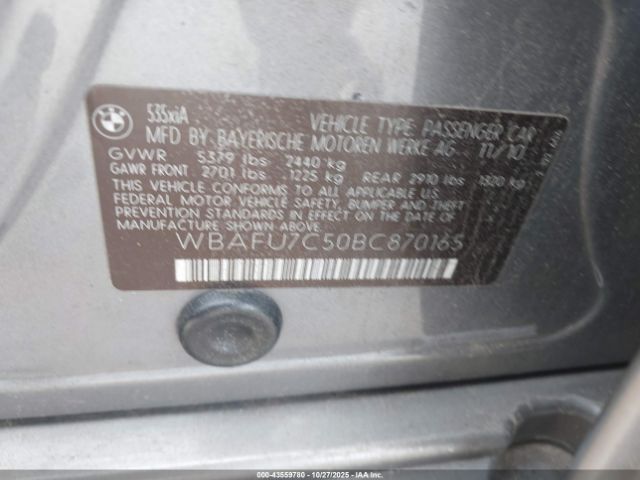 BMW
535xiA
VEHICLE TYPE: PASSENGER CAR
MFD BY BAYERISCHE MOTOREN WERKE AG 11/10
GVWR 5379 lbs 2440 kg
GAWR FRONT: 2701 lbs 1225 kg REAR 2910 lbs 1320 kg
THIS VEHICLE CONFORMS TO ALL APPLICABLE
FEDERAL MOTOR VEHICLE SAFETY, BUMPER AND THEFT
PREVENTION STANDARDS IN EFFECT ON THE DATE OF
MANUFACTURE SHOWN ABOVE
WBAFU7C50BC870165
000-43559780 - 10/27/2025 - IAAI.COM